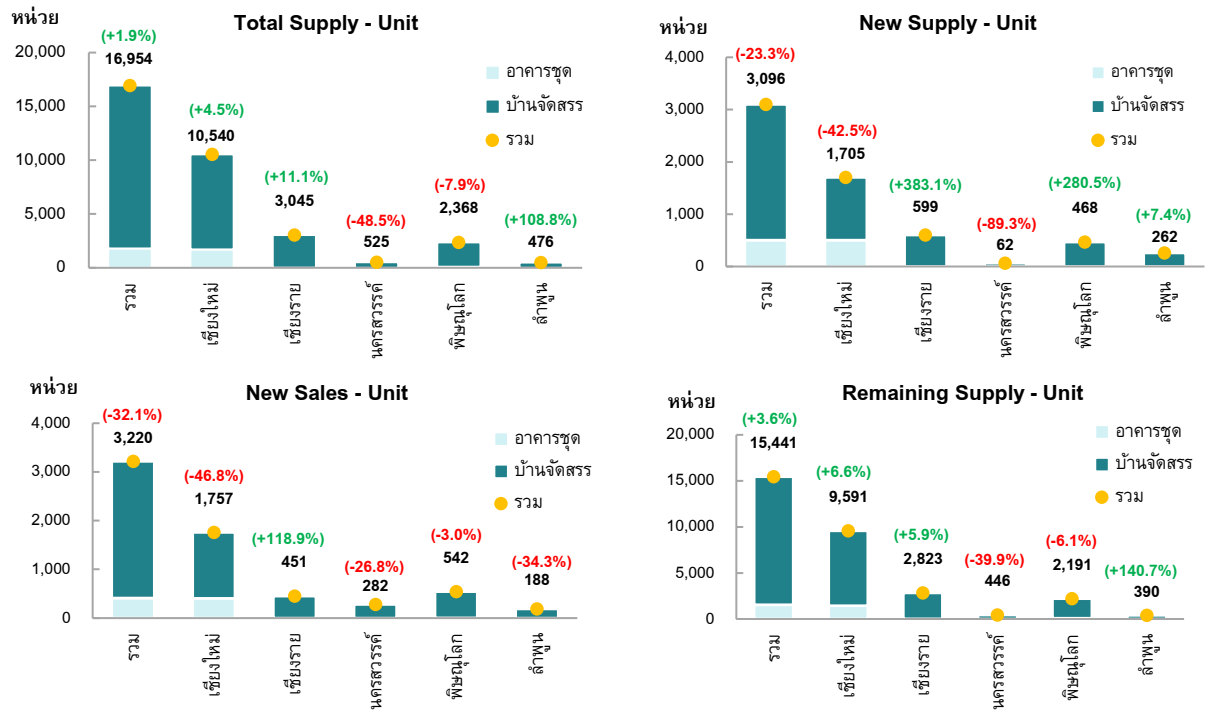 หน่วย
Total Supply - Unit
(+1.9%)
20,000
16,954
15,000
10,000
5,000
0
(+4.5%)
10,540
(+11.1%)
3,045
(-48.5%)
525
(-7.9%)
2,368
(+108.8%)
476
อาคารชุด
บ้านจัดสรร
รวม
รวม
เชียงใหม่
เชียงราย
นครสวรรค์
พิษณุโลก
ลำพูน
หน่วย
New Supply - Unit
(-23.3%)
4,000
3,096
3,000
2,000
1,000
0
(-42.5%)
1,705
(+383.1%)
599
(-89.3%)
62
(+280.5%)
468
(+7.4%)
262
อาคารชุด
บ้านจัดสรร
รวม
รวม
เชียงใหม่
เชียงราย
นครสวรรค์
พิษณุโลก
ลำพูน
หน่วย
New Sales - Unit
(-32.1%)
4,000
3,220
3,000
2,000
1,000
0
(-46.8%)
1,757
(+118.9%)
451
(-26.8%)
282
(-3.0%)
542
(-34.3%)
188
อาคารชุด
บ้านจัดสรร
รวม
รวม
เชียงใหม่
เชียงราย
นครสวรรค์
พิษณุโลก
ลำพูน
หน่วย
Remaining Supply - Unit
(+3.6%)
20,000
15,441
15,000
10,000
5,000
0
(+6.6%)
9,591
(+5.9%)
2,823
(-39.9%)
446
(-6.1%)
2,191
(+140.7%)
390
อาคารชุด
บ้านจัดสรร
รวม
รวม
เชียงใหม่
เชียงราย
นครสวรรค์
พิษณุโลก
ลำพูน